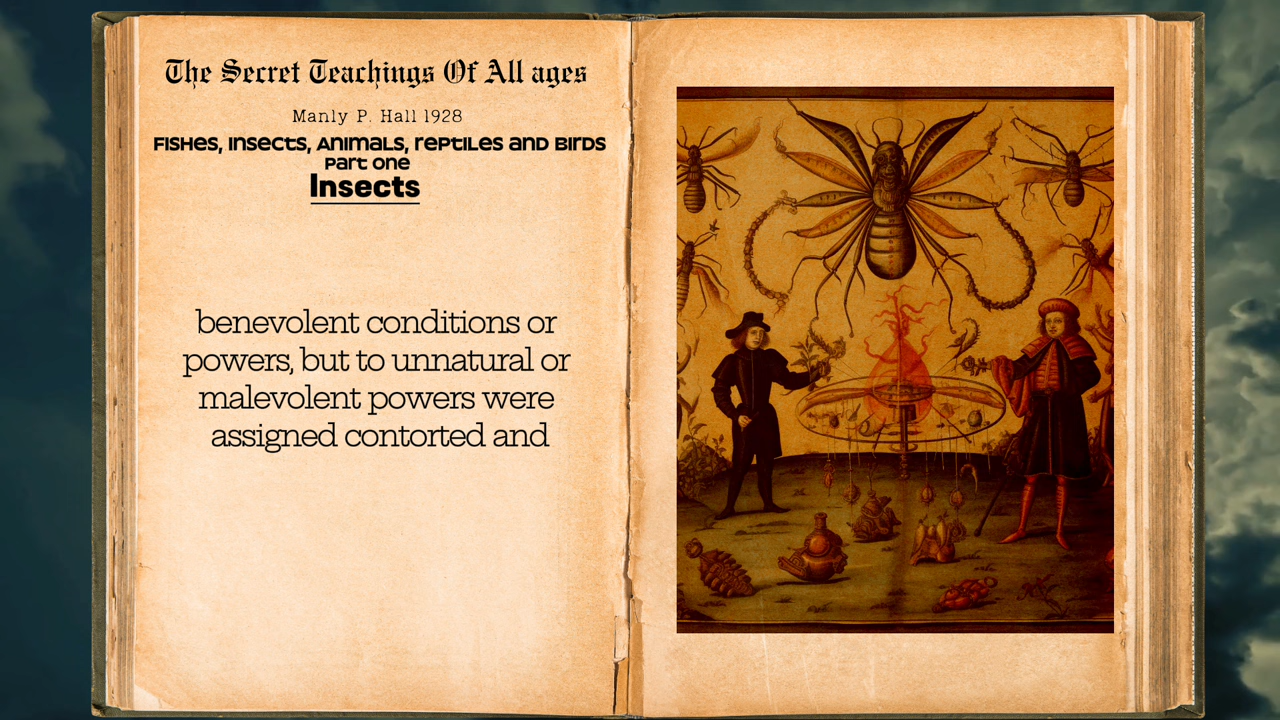 The Secret Teachings Of All ages
Manly P. Hall 1928
Fishes, Insects, Animals, reptiles and Birds
Part one
Insects
benevolent conditions or
powers, but to unnatural or
malevolent powers were
assigned contorted and